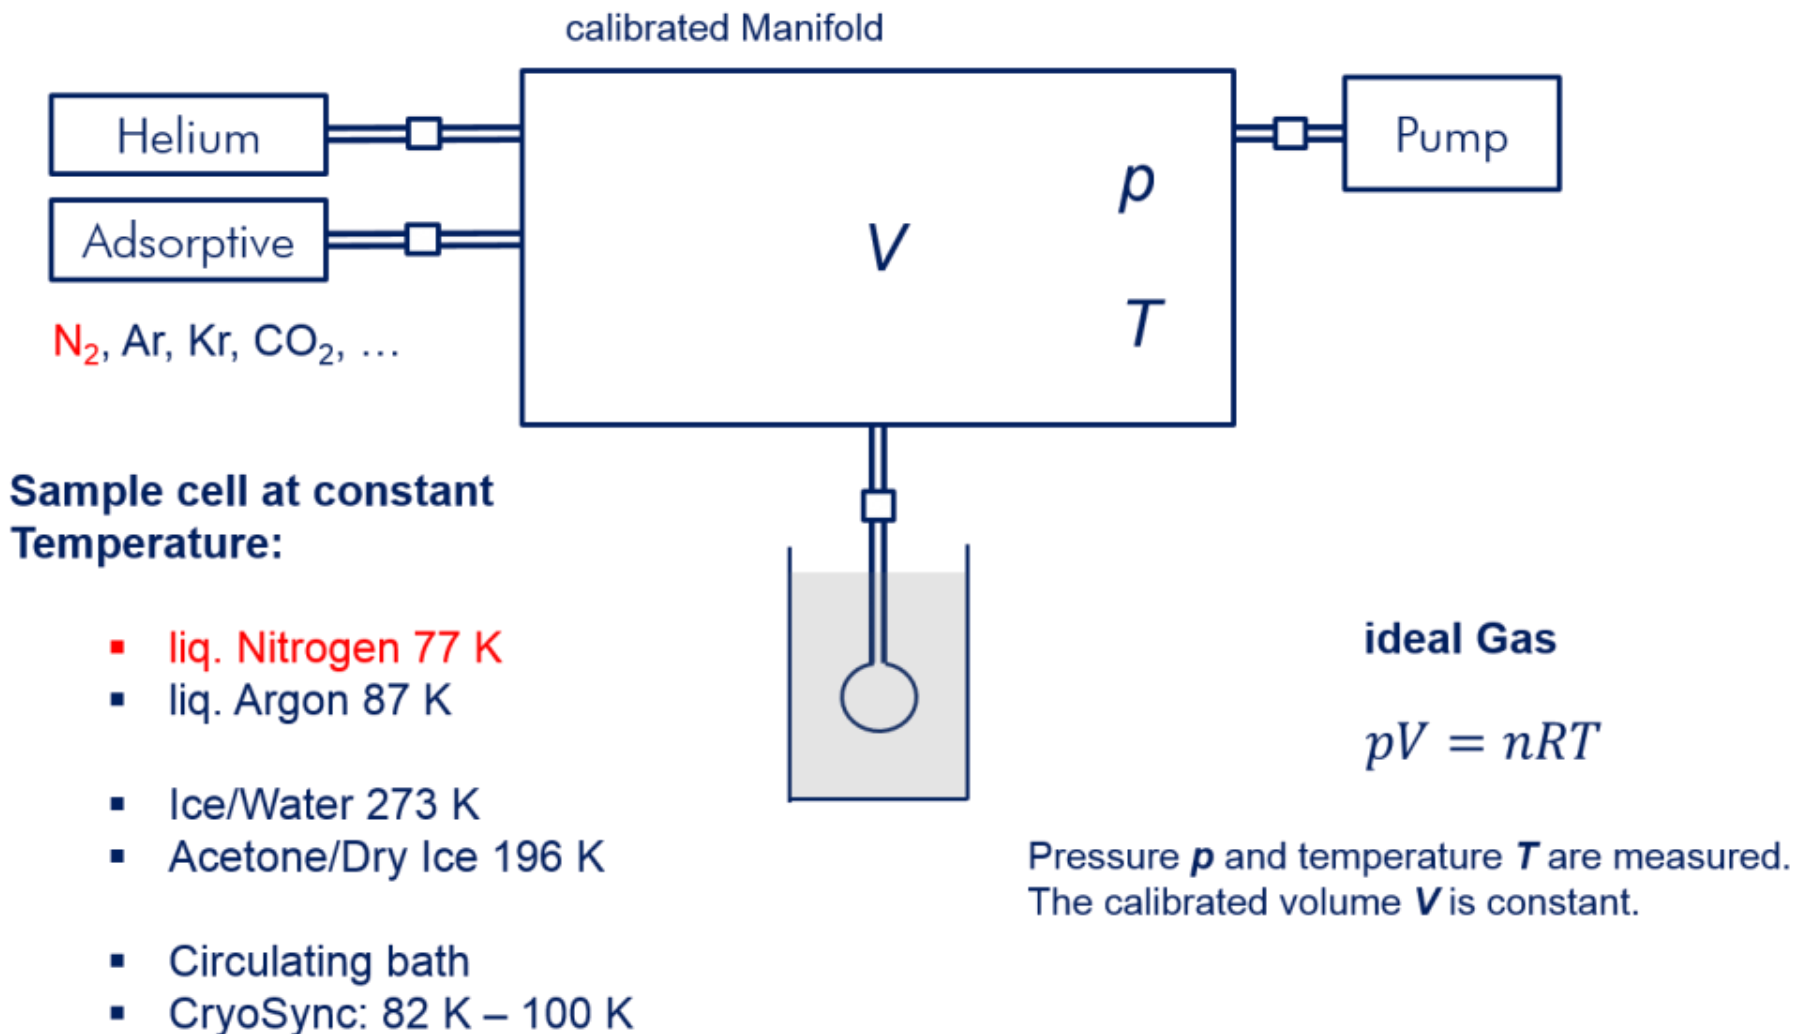 calibrated Manifold
Helium
Pump
Adsorptive
p
V
T
N₂, Ar, Kr, CO₂, …
Sample cell at constant
Temperature:
▪ liq. Nitrogen 77 K
▪ liq. Argon 87 K
▪ Ice/Water 273 K
▪ Acetone/Dry Ice 196 K
▪ Circulating bath
▪ CryoSync: 82 K – 100 K
ideal Gas
pV = nRT
Pressure p and temperature T are measured.
The calibrated volume V is constant.